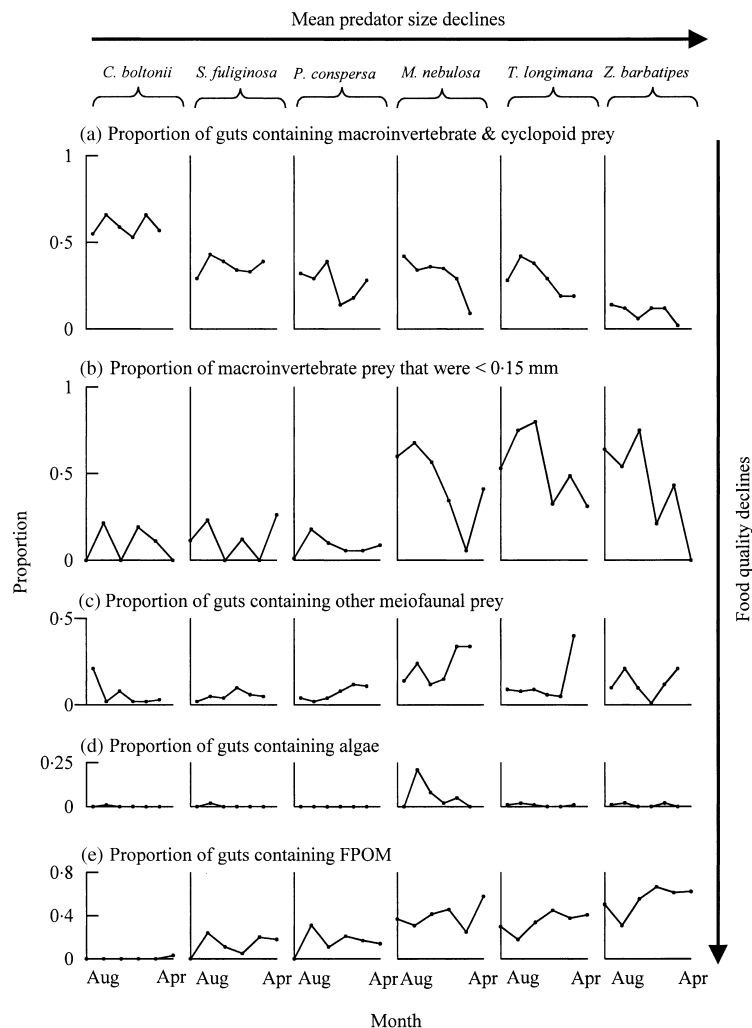 Mean predator size declines
C. boltonii S. fuliginosa P. conspersa M. nebulosa T. longimana Z. barbatipes
(a) Proportion of guts containing macroinvertebrate & cyclopoid prey
1
0·5
0
(b) Proportion of macroinvertebrate prey that were < 0·15 mm
1
0·5
0
(c) Proportion of guts containing other meiofaunal prey
0·5
0
(d) Proportion of guts containing algae
0·25
0
(e) Proportion of guts containing FPOM
0·8
0·4
0
Aug Apr Aug Apr Aug Apr Aug Apr Aug Apr Aug Apr
Month
Proportion
Food quality declines